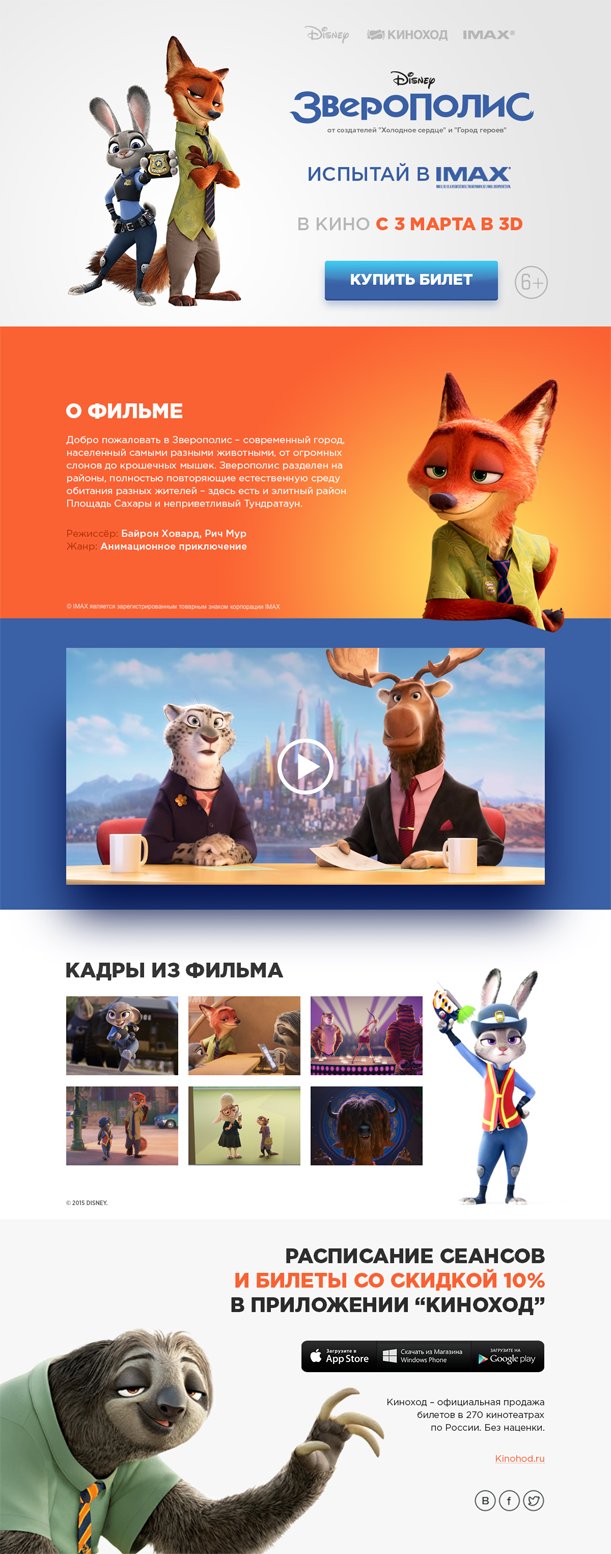 Disney КИНОХОД IMAX®
Disney
ЗВЕРОПОЛИС
от создателей "Холодное сердце" и "Город героев"
ИСПЫТАЙ В IMAX
В КИНО С 3 МАРТА В 3D
КУПИТЬ БИЛЕТ 6+
О ФИЛЬМЕ
Добро пожаловать в Зверополис – современный город,
населенный самыми разными животными, от огромных
слонов до крошечных мышек. Зверополис разделен на
районы, полностью повторяющие естественную среду
обитания разных жителей – здесь есть и элитный район
Площадь Сахары и неприветливый Тундратаун.
Режиссёр: Байрон Ховард, Рич Мур
Жанр: Анимационное приключение
© IMAX является зарегистрированным товарным знаком корпорации IMAX
КАДРЫ ИЗ ФИЛЬМА
© 2015 DISNEY.
РАСПИСАНИЕ СЕАНСОВ
И БИЛЕТЫ СО СКИДКОЙ 10%
В ПРИЛОЖЕНИИ “КИНОХОД”
Загрузите в
App Store
Скачать из Магазина
Windows Phone
ЗАГРУЗИТЕ НА
Google play
Киноход – официальная продажа
билетов в 270 кинотеатрах
по России. Без наценки.
Kinohod.ru
В f